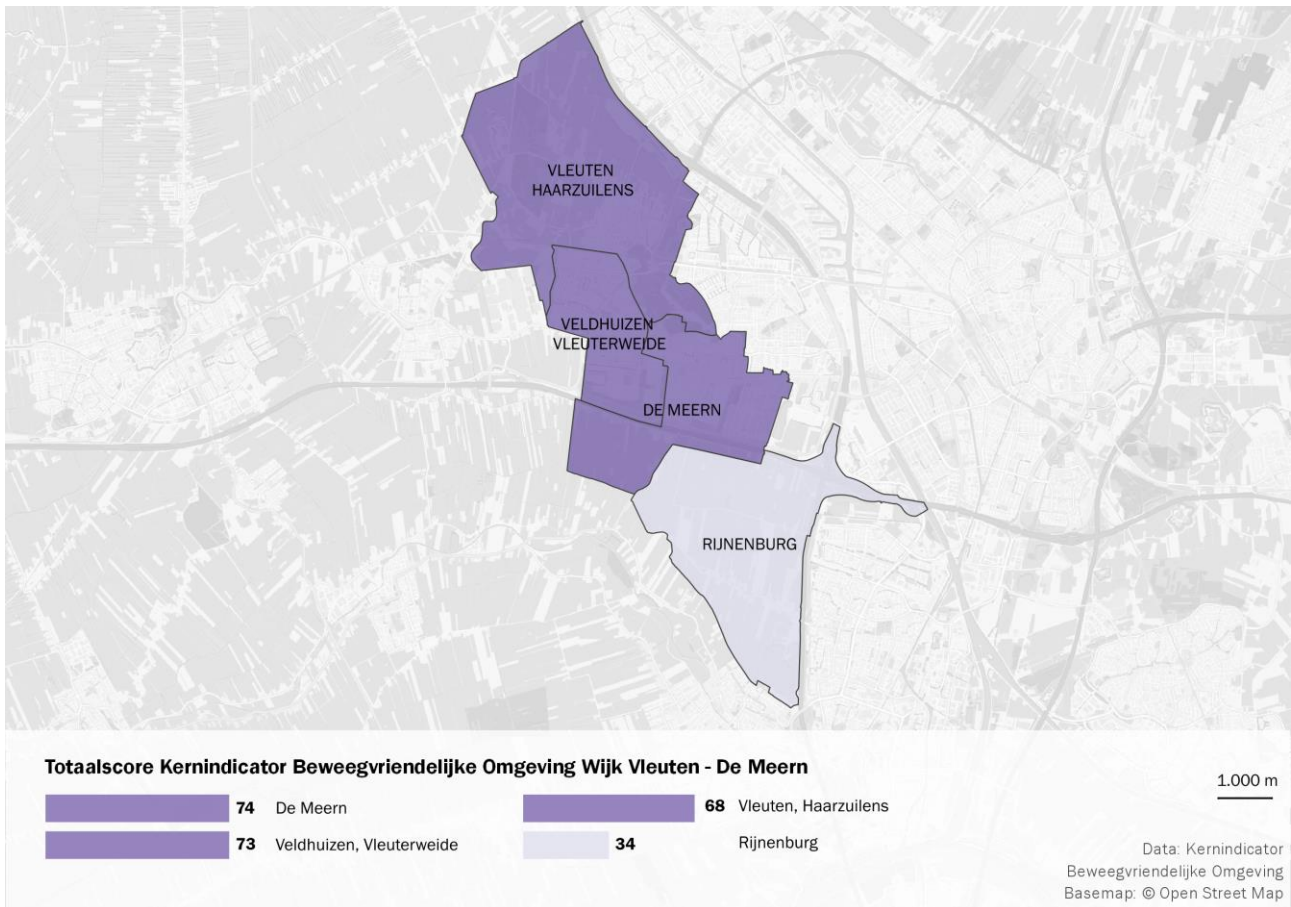 VLEUTEN
HAARZUILENS
VELDHUIZEN
VLEUTERWEIDE
DE MEERN
RIJNENBURG
Totaalscore Kernindicator Beweegvriendelijke Omgeving Wijk Vleuten - De Meern
74 De Meern
73 Veldhuizen, Vleuterweide
68 Vleuten, Haarzuilens
34 Rijnenburg
1.000 m
Data: Kernindicator
Beweegvriendelijke Omgeving
Basemap: © Open Street Map